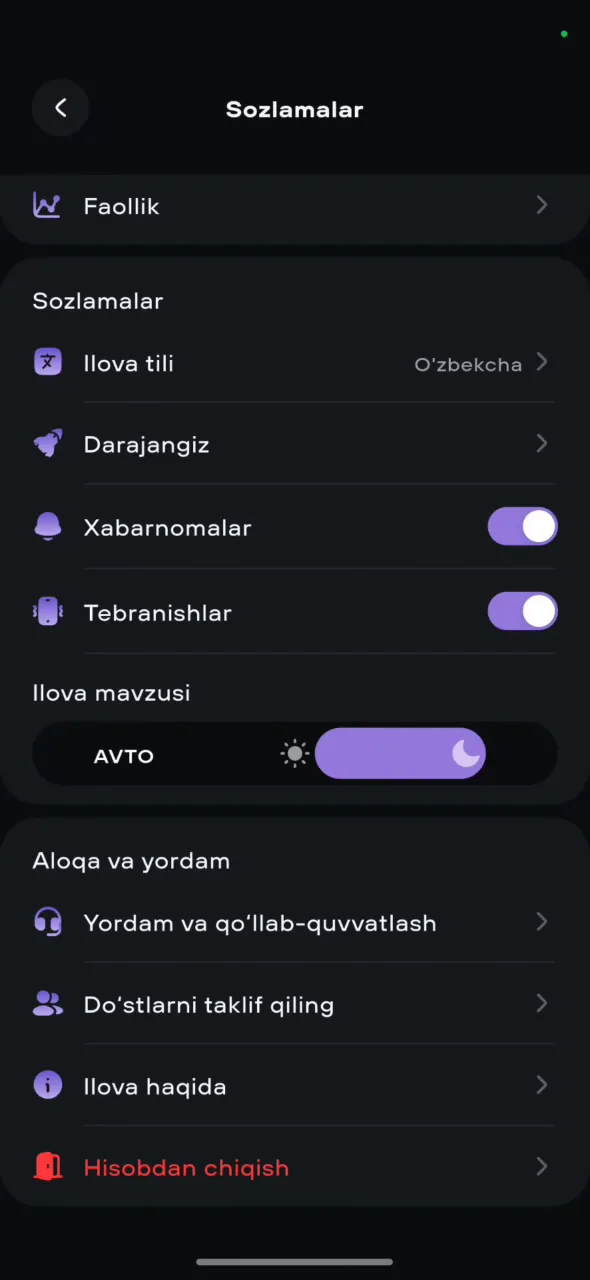 Sozlamalar
Faollik
Sozlamalar
Ilova tili
O'zbekcha
Darajangiz
Xabarnomalar
Tebranishlar
Ilova mavzusi
AVTO
Aloqa va yordam
Yordam va qo‘llab-quvvatlash
Do‘stlarni taklif qiling
Ilova haqida
Hisobdan chiqish